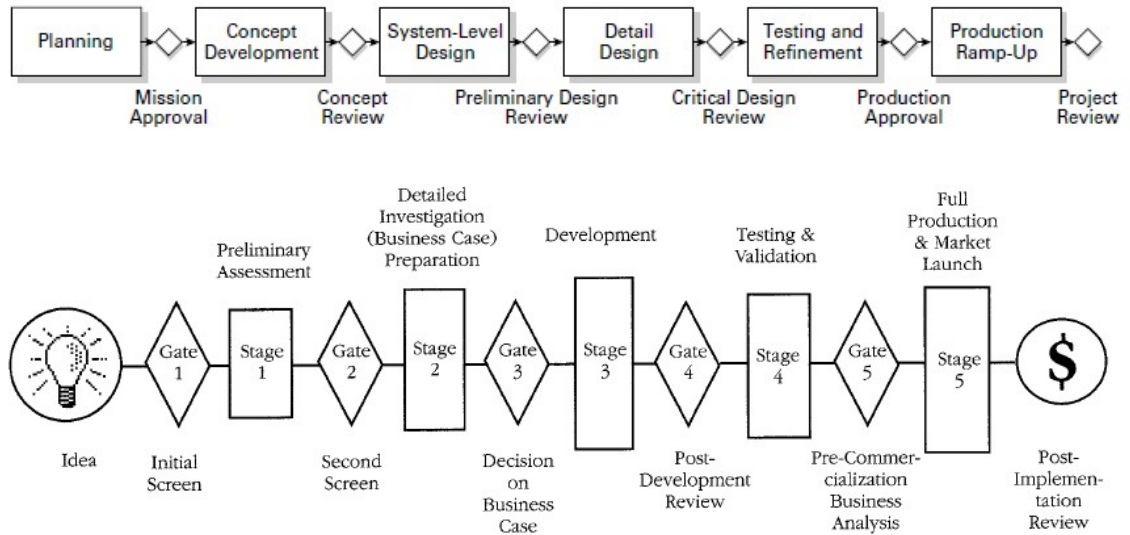 Planning
Concept
Development
System-Level
Design
Detail
Design
Testing and
Refinement
Production
Ramp-Up
Mission
Approval
Concept
Review
Preliminary Design
Review
Critical Design
Review
Production
Approval
Project
Review
Idea
Gate
1
Initial
Screen
Preliminary
Assessment
Stage
1
Gate
2
Second
Screen
Detailed
Investigation
(Business Case)
Preparation
Stage
2
Gate
3
Decision
on
Business
Case
Development
Stage
3
Gate
4
Post-
Development
Review
Testing &
Validation
Stage
4
Gate
5
Pre-Commer-
cialization
Business
Analysis
Full
Production
& Market
Launch
Stage
5
$
Post-
Implemen-
tation
Review